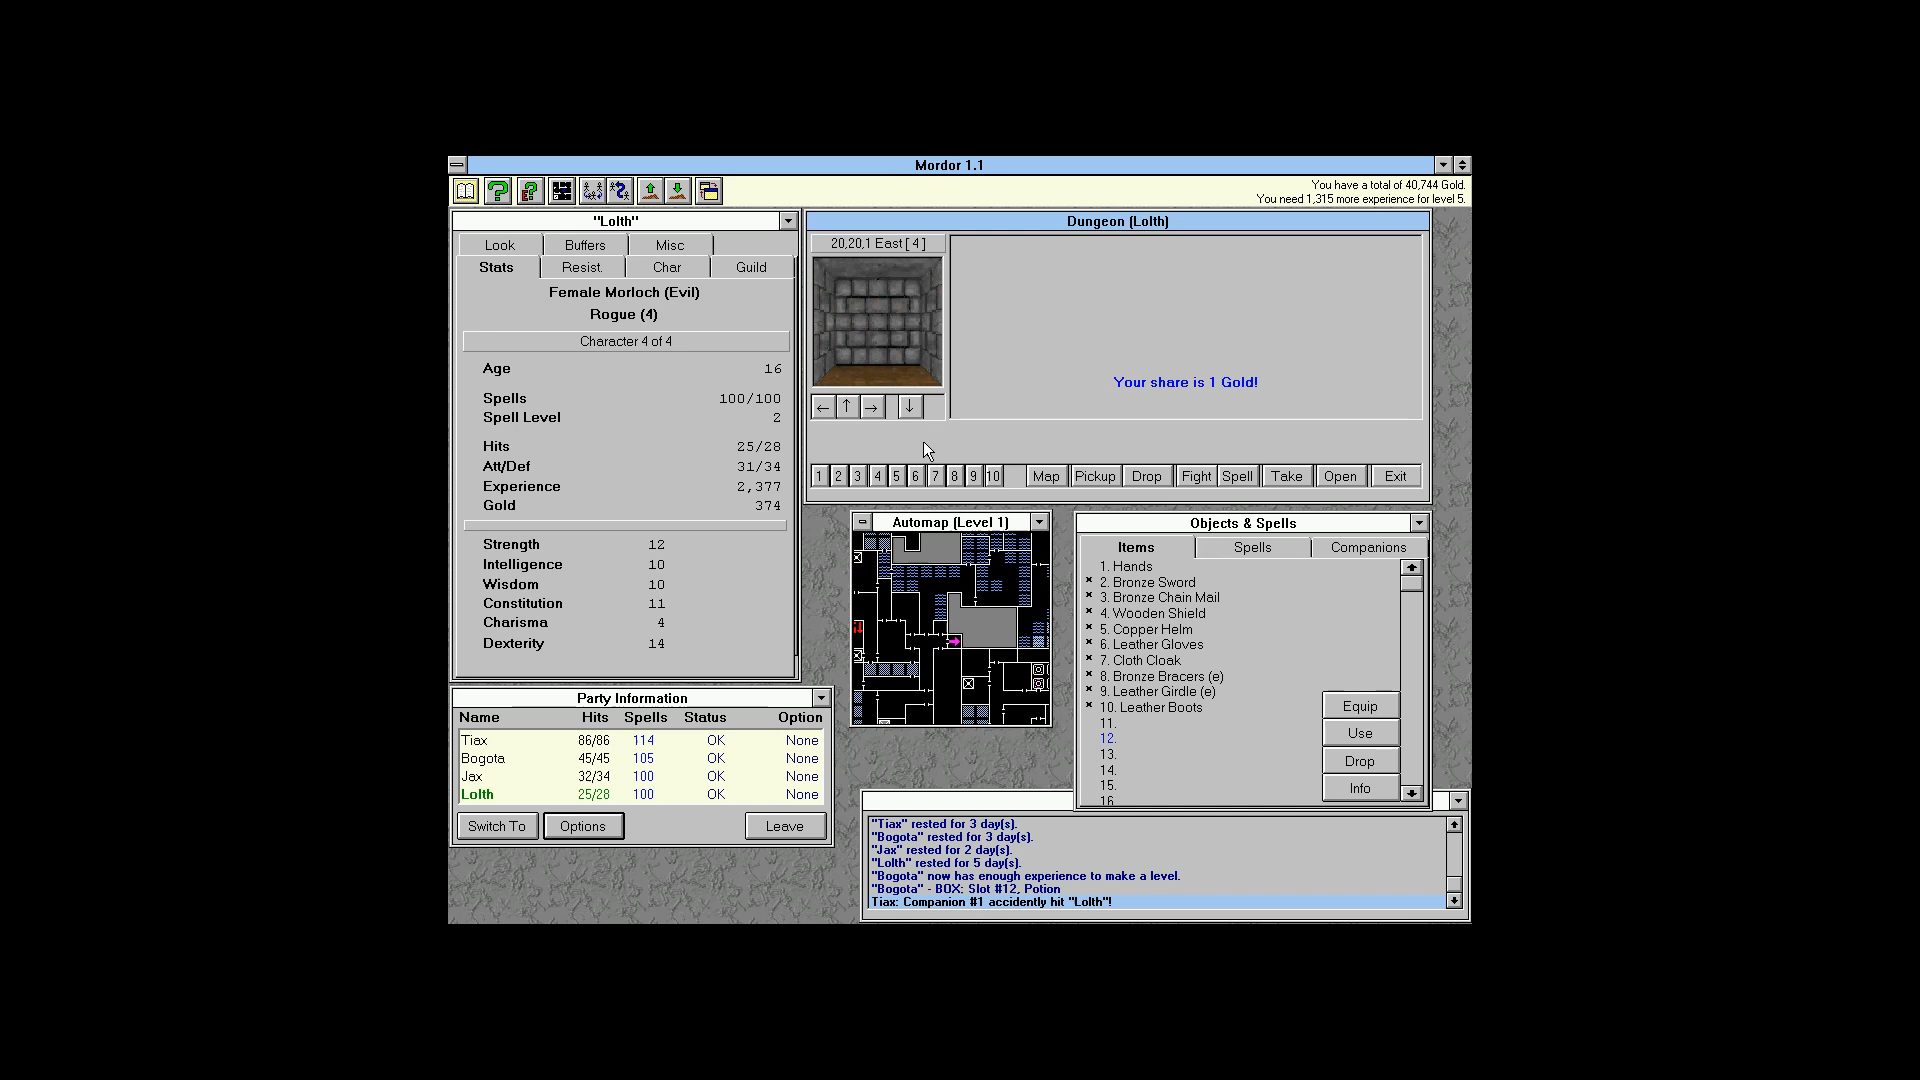 Mordor 1.1
You have a total of 40,744 Gold.
You need 1,315 more experience for level 5.
"Lolth"
Look Buffers Misc
Stats Resist. Char Guild
Female Morloch (Evil)
Rogue (4)
Character 4 of 4
Age 16
Spells 100/100
Spell Level 2
Hits 25/28
Att/Def 31/34
Experience 2,377
Gold 374
Strength 12
Intelligence 10
Wisdom 10
Constitution 11
Charisma 4
Dexterity 14
Dungeon (Lolth)
20,20,1 East [ 4 ]
Your share is 1 Gold!
1 2 3 4 5 6 7 8 9 10 Map Pickup Drop Fight Spell Take Open Exit
Automap (Level 1)
Objects & Spells
Items Spells Companions
1. Hands
× 2. Bronze Sword
× 3. Bronze Chain Mail
× 4. Wooden Shield
× 5. Copper Helm
× 6. Leather Gloves
× 7. Cloth Cloak
× 8. Bronze Bracers (e)
× 9. Leather Girdle (e)
× 10. Leather Boots
11.
12.
13.
14.
15.
16
Equip
Use
Drop
Info
Party Information
Name Hits Spells Status Option
Tiax 86/86 114 OK None
Bogota 45/45 105 OK None
Jax 32/34 100 OK None
Lolth 25/28 100 OK None
Switch To Options Leave
"Tiax" rested for 3 day(s).
"Bogota" rested for 3 day(s).
"Jax" rested for 2 day(s).
"Lolth" rested for 5 day(s).
"Bogota" now has enough experience to make a level.
"Bogota" - BOX: Slot #12, Potion
Tiax: Companion #1 accidently hit "Lolth"!